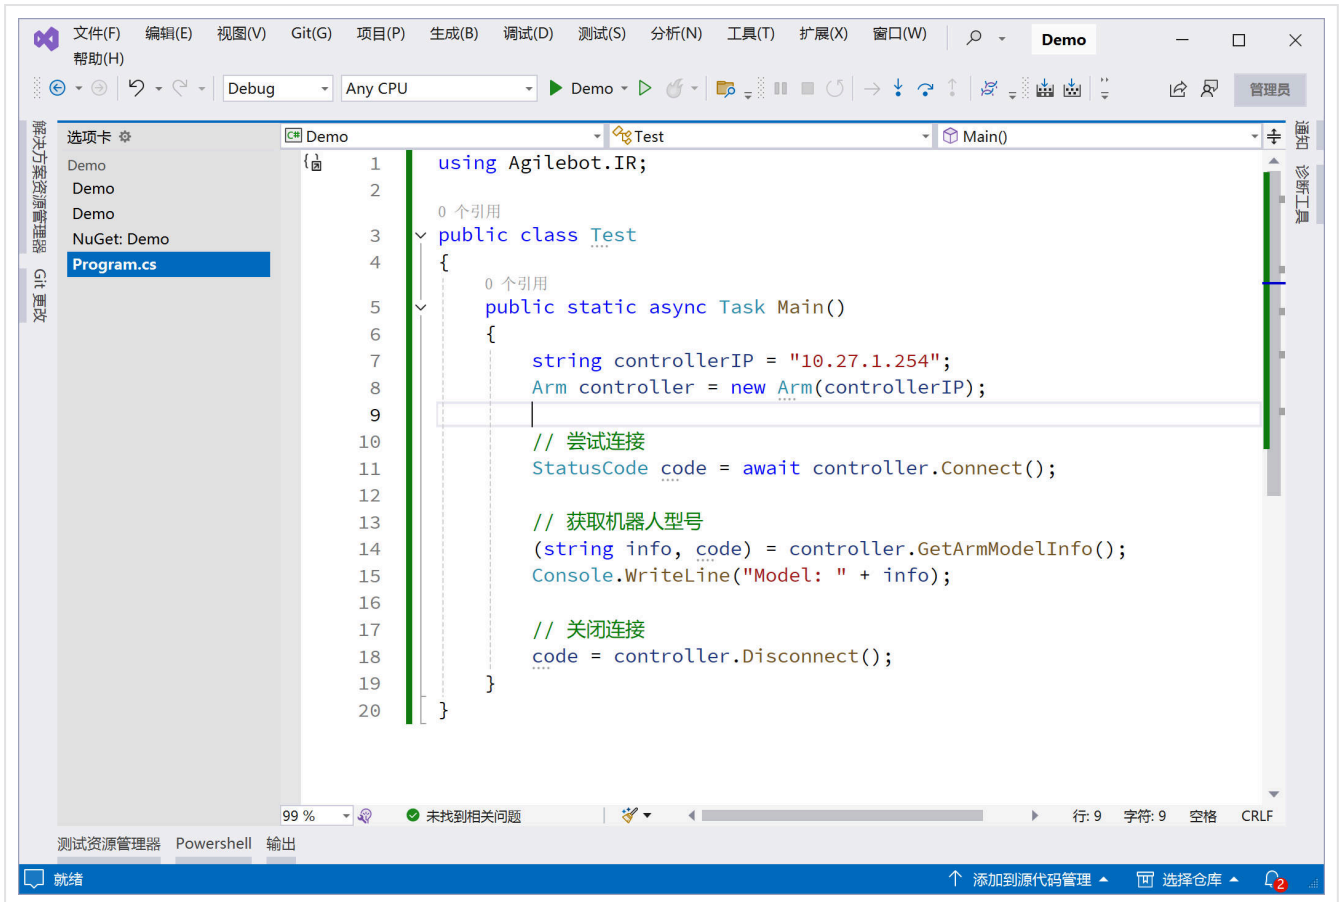 文件(F) 编辑(E) 视图(V) Git(G) 项目(P) 生成(B) 调试(D) 测试(S) 分析(N) 工具(T) 扩展(X) 窗口(W) Demo
帮助(H)
Debug Any CPU Demo 管理员
解决方案资源管理器
Git 更改
选项卡
Demo
Demo
Demo
NuGet: Demo
Program.cs
C# Demo Test Main()
1 using Agilebot.IR;
2
0 个引用
3 public class Test
4 {
0 个引用
5 public static async Task Main()
6 {
7 string controllerIP = "10.27.1.254";
8 Arm controller = new Arm(controllerIP);
9
10 // 尝试连接
11 StatusCode code = await controller.Connect();
12
13 // 获取机器人型号
14 (string info, code) = controller.GetArmModelInfo();
15 Console.WriteLine("Model: " + info);
16
17 // 关闭连接
18 code = controller.Disconnect();
19 }
20 }
通知
诊断工具
99 % 未找到相关问题 行: 9 字符: 9 空格 CRLF
测试资源管理器 Powershell 输出
就绪 添加到源代码管理 选择仓库 2